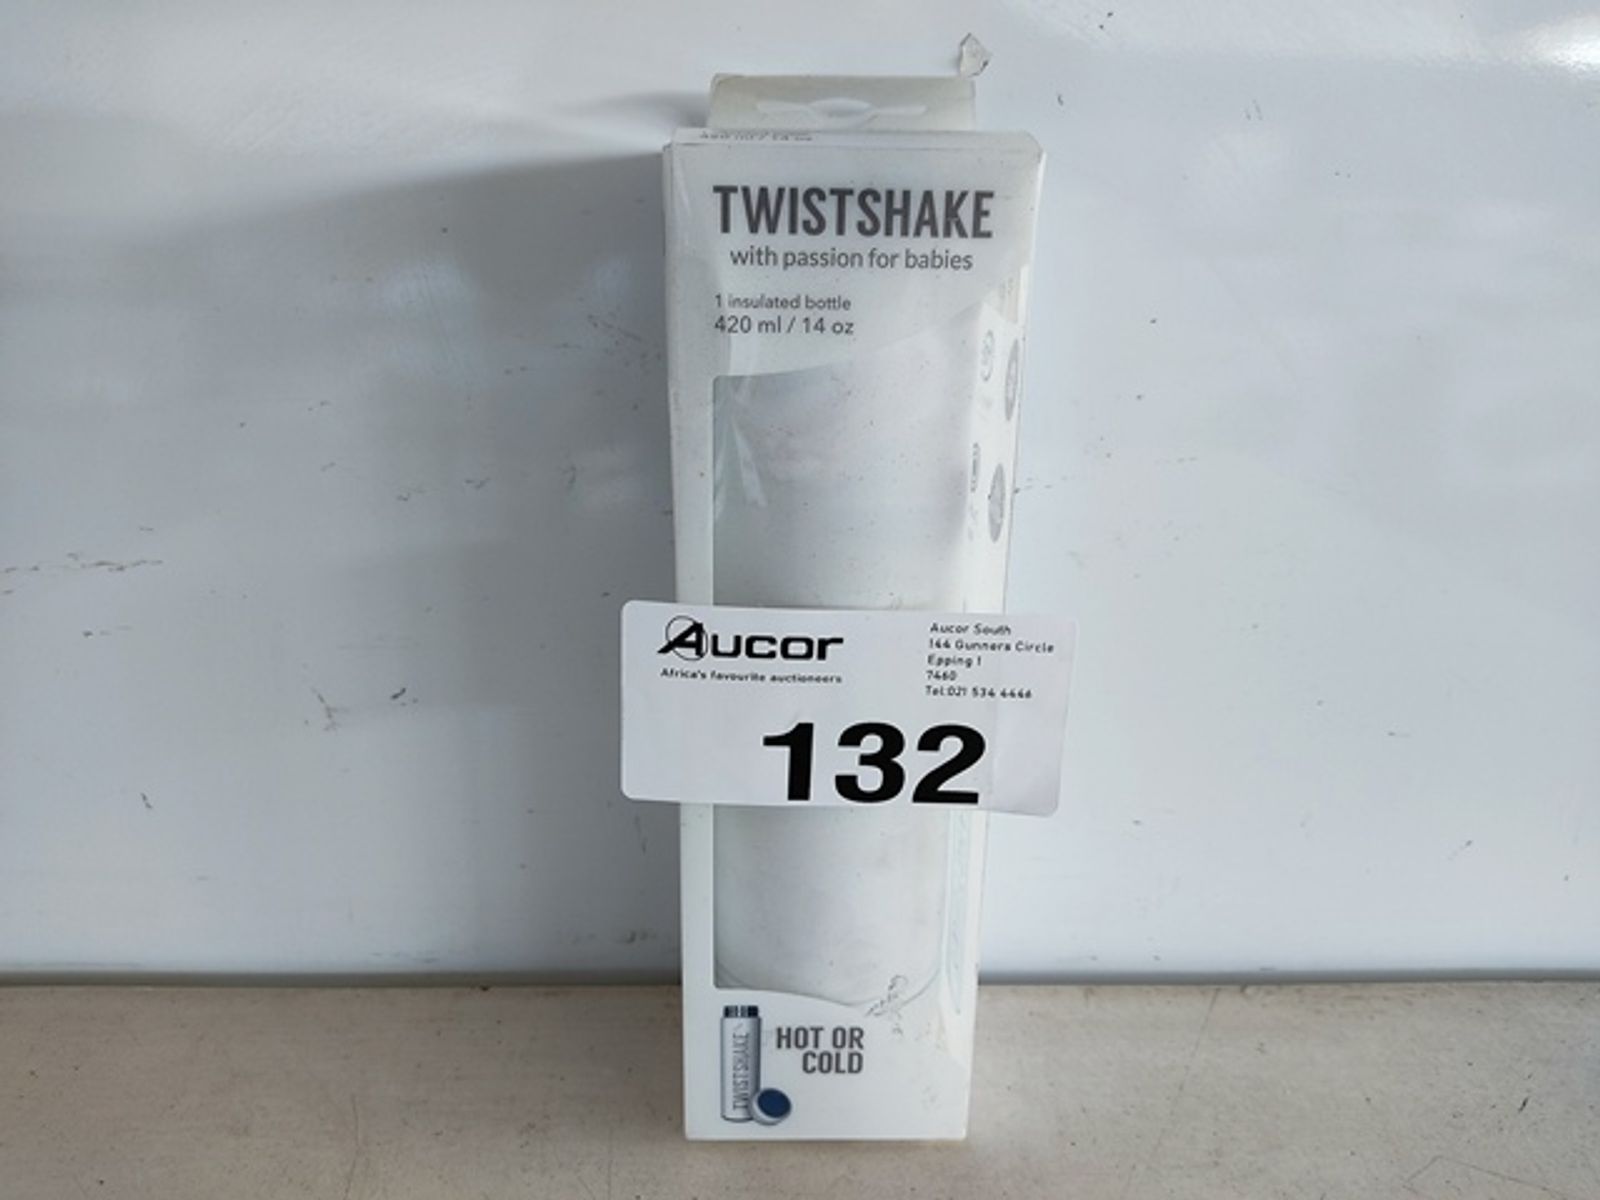 TWISTSHAKE
with passion for babies
1 insulated bottle
420 ml / 14 oz
Aucor
Africa's favourite auctioneers
Aucor South
144 Gunners Circle
Epping 1
7460
Tel:021 534 4446
132
TWISTSHAKE
HOT OR
COLD